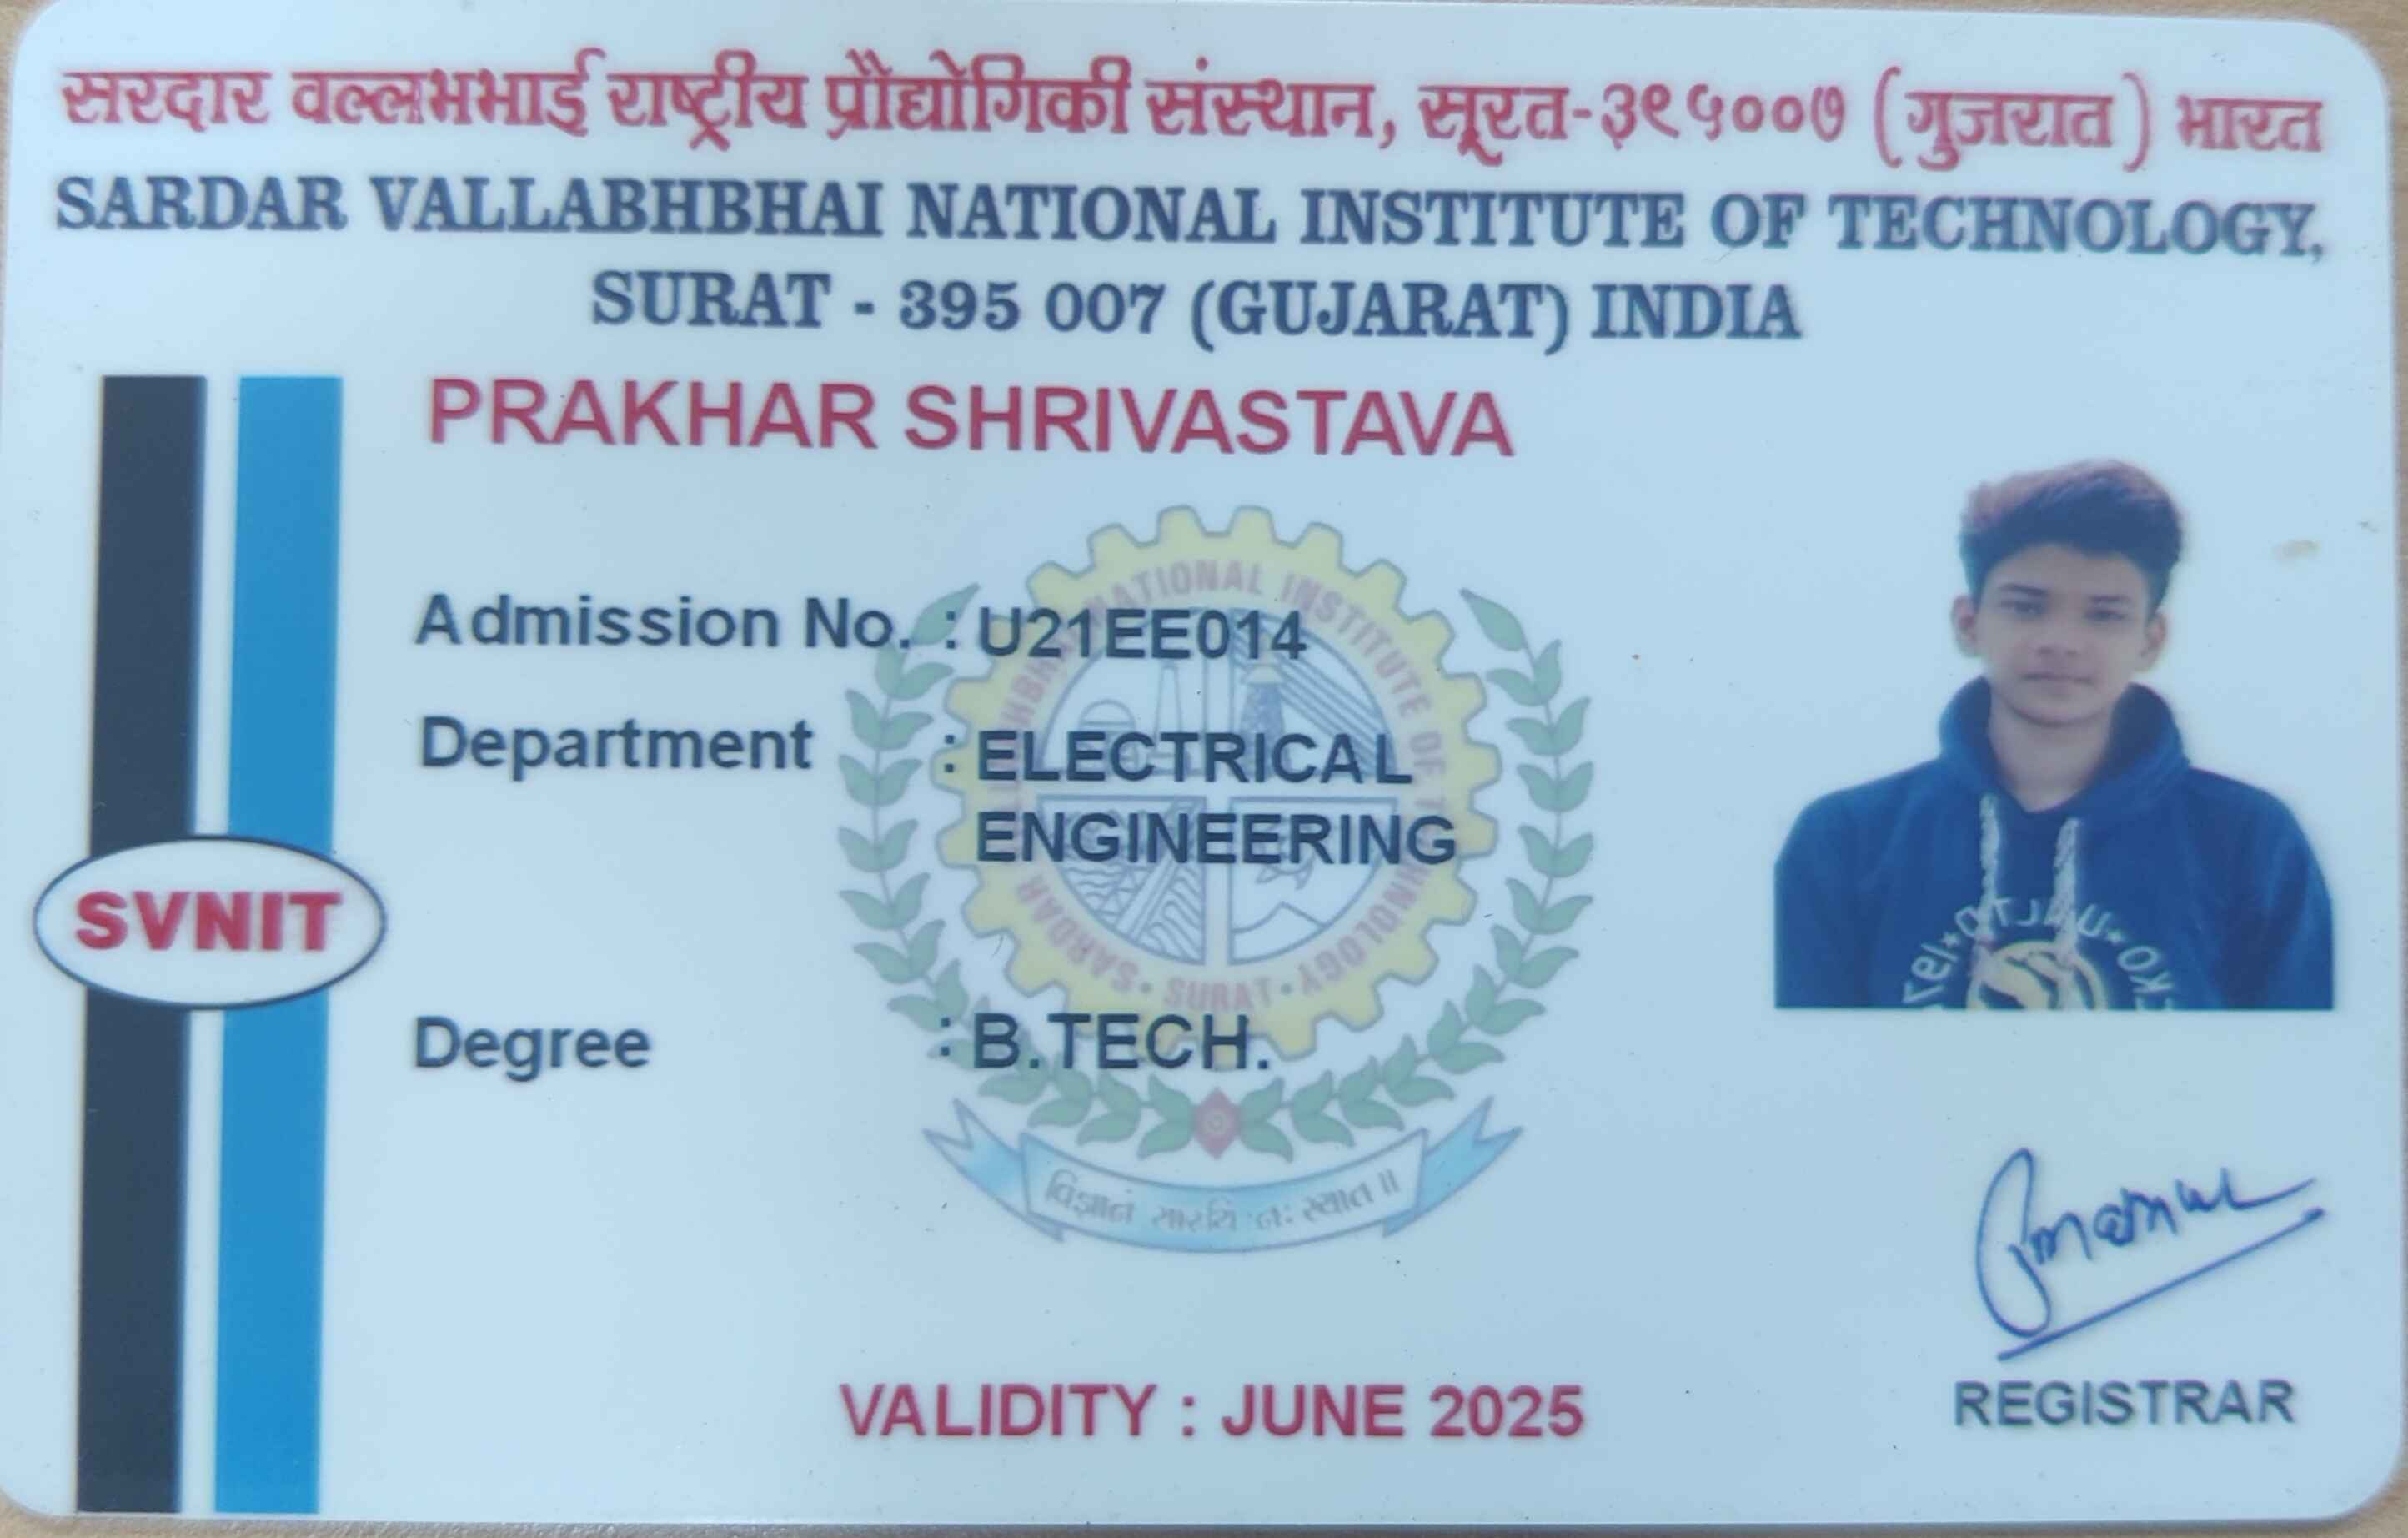 सरदार वल्लभभाई राष्ट्रीय प्रौद्योगिकी संस्थान, सूरत-३९५००७ (गुजरात) भारत
SARDAR VALLABHBHAI NATIONAL INSTITUTE OF TECHNOLOGY,
SURAT - 395 007 (GUJARAT) INDIA
PRAKHAR SHRIVASTAVA
Admission No. : U21EE014
Department : ELECTRICAL
ENGINEERING
SVNIT
Degree : B.TECH.
SARDAR VALLABHBHAI NATIONAL INSTITUTE OF TECHNOLOGY • SURAT •
VALIDITY : JUNE 2025
REGISTRAR